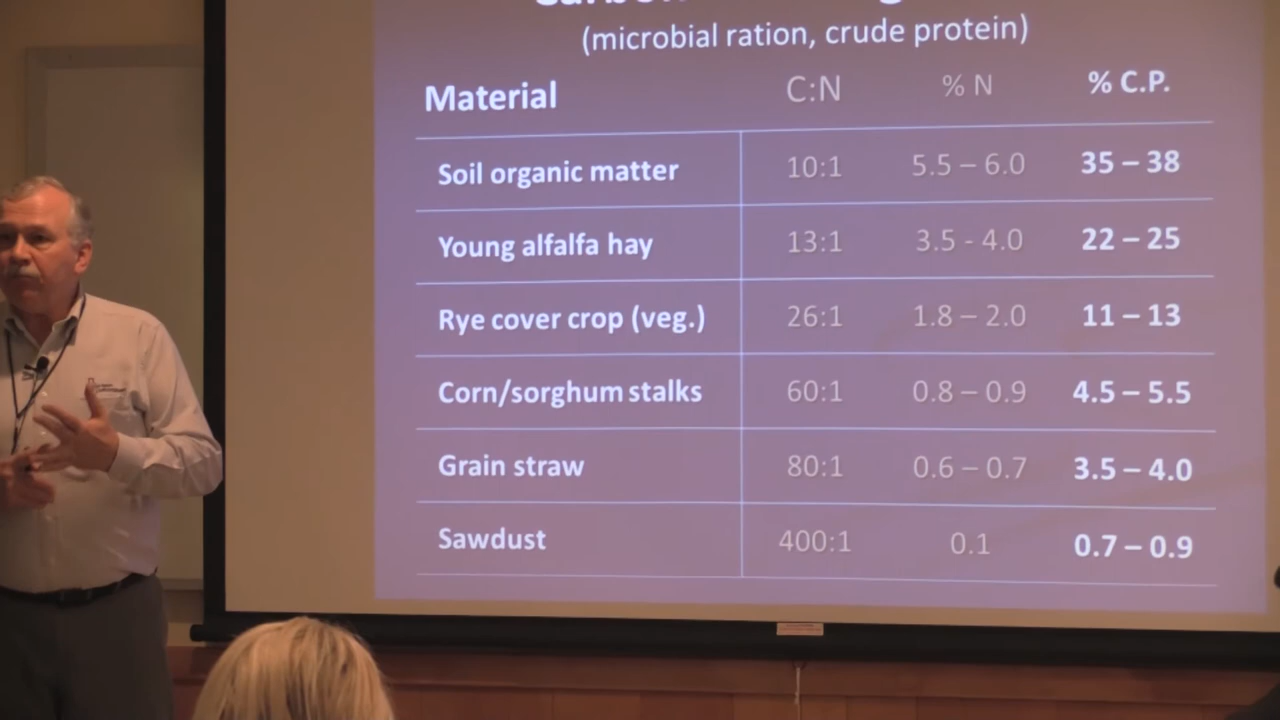 (microbial ration, crude protein)
Material C:N % N % C.P.
Soil organic matter 10:1 5.5 – 6.0 35 – 38
Young alfalfa hay 13:1 3.5 - 4.0 22 – 25
Rye cover crop (veg.) 26:1 1.8 – 2.0 11 – 13
Corn/sorghum stalks 60:1 0.8 – 0.9 4.5 – 5.5
Grain straw 80:1 0.6 – 0.7 3.5 – 4.0
Sawdust 400:1 0.1 0.7 – 0.9